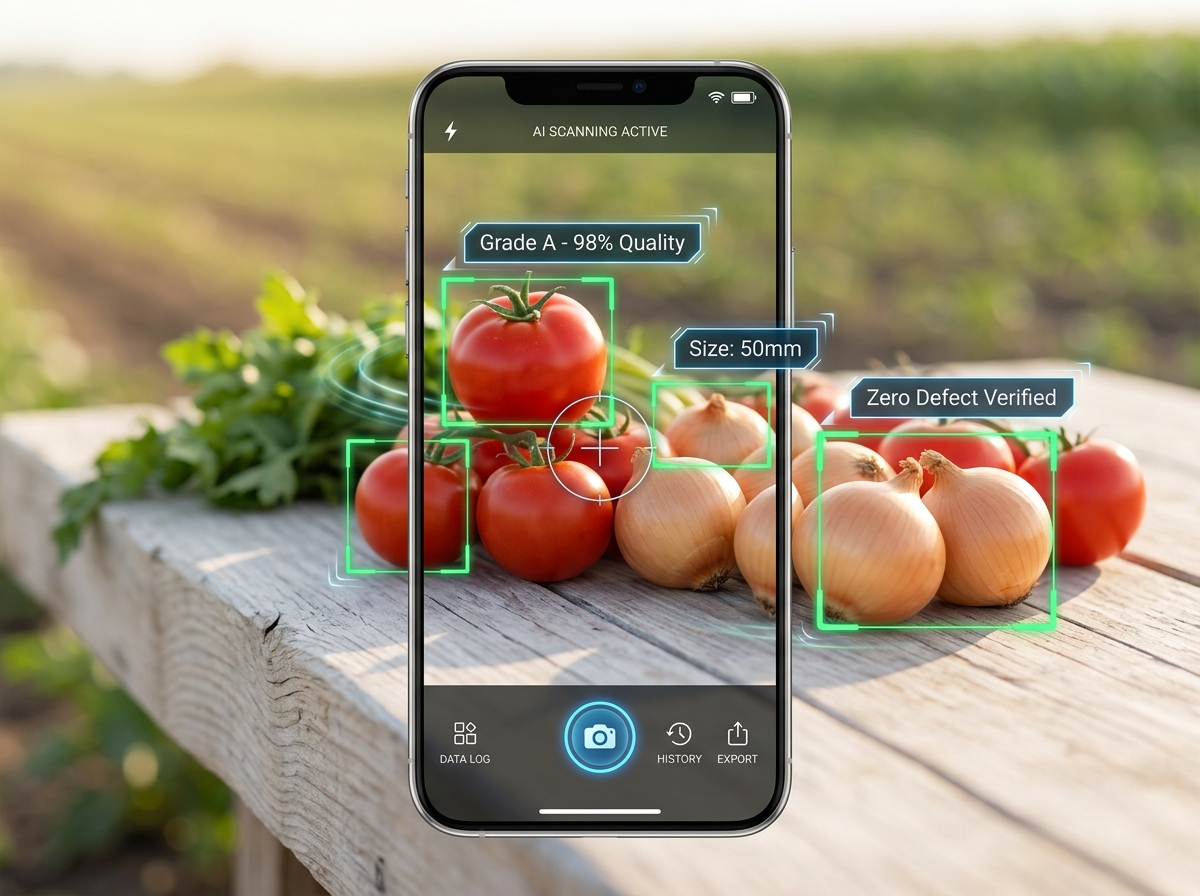 AI SCANNING ACTIVE
Grade A - 98% Quality
Size: 50mm
Zero Defect Verified
DATA LOG
HISTORY
EXPORT